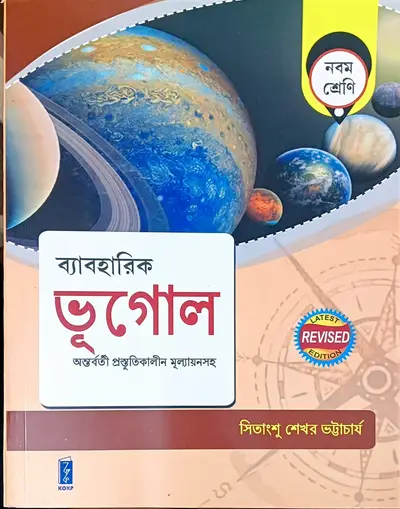 নবম
শ্রেণি
ব্যাবহারিক
ভূগোল
অন্তর্বর্তী প্রস্তুতিকালীন মূল্যায়নসহ
LATEST
REVISED
EDITION
সিতাংশু শেখর ভট্টাচার্য
KOKP